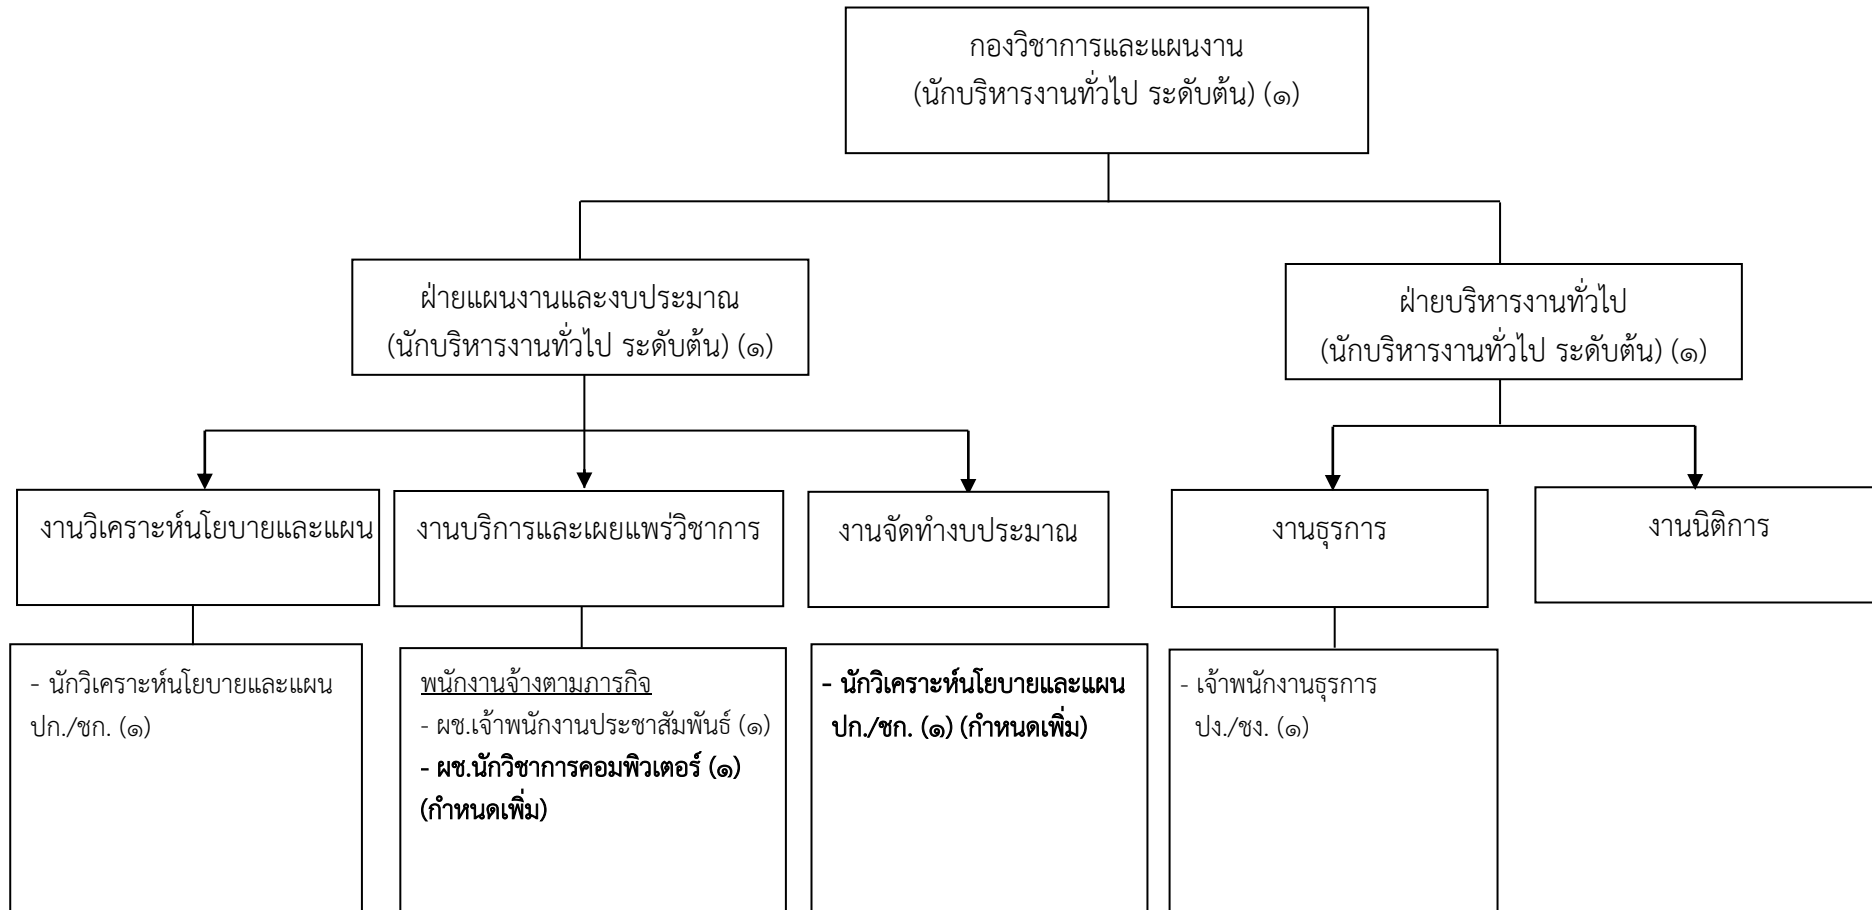 กองวิชาการและแผนงาน
(นักบริหารงานทั่วไป ระดับต้น) (๑)
ฝ่ายแผนงานและงบประมาณ
(นักบริหารงานทั่วไป ระดับต้น) (๑)
ฝ่ายบริหารงานทั่วไป
(นักบริหารงานทั่วไป ระดับต้น) (๑)
งานวิเคราะห์นโยบายและแผน
งานบริการและเผยแพร่วิชาการ
งานจัดทำงบประมาณ
งานธุรการ
งานนิติการ
- นักวิเคราะห์นโยบายและแผน
ปก./ชก. (๑)
พนักงานจ้างตามภารกิจ
- ผช.เจ้าพนักงานประชาสัมพันธ์ (๑)
- ผช.นักวิชาการคอมพิวเตอร์ (๑)
(กำหนดเพิ่ม)
- นักวิเคราะห์นโยบายและแผน
ปก./ชก. (๑) (กำหนดเพิ่ม)
- เจ้าพนักงานธุรการ
ปง./ชง. (๑)